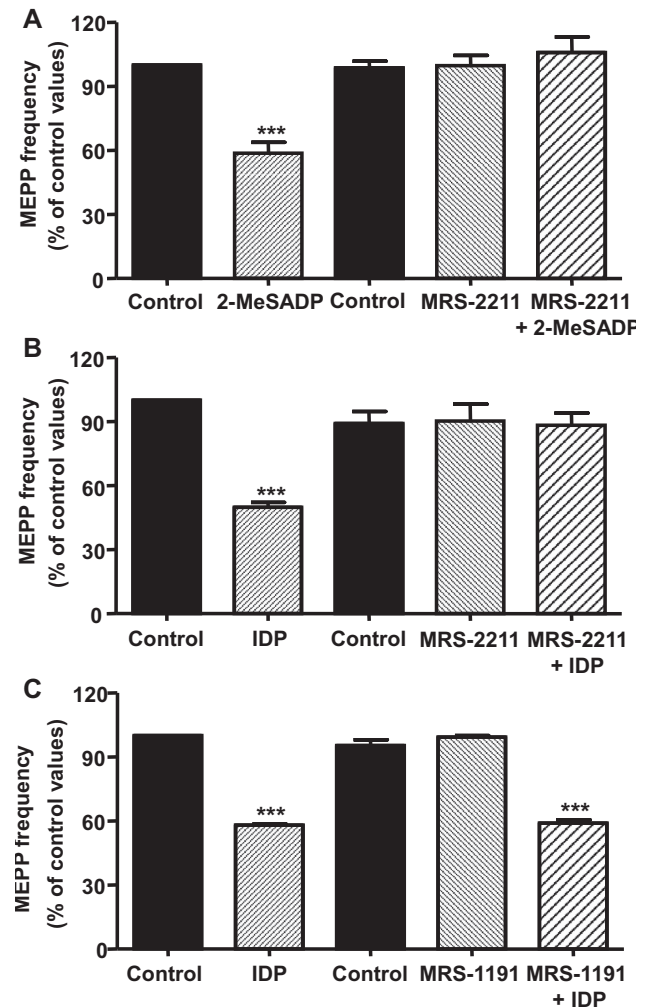 A
MEPP frequency
(% of control values)
120
90
60
30
0
***
Control
2-MeSADP
Control
MRS-2211
MRS-2211
+ 2-MeSADP
B
MEPP frequency
(% of control values)
120
90
60
30
0
***
Control
IDP
Control
MRS-2211
MRS-2211
+ IDP
C
MEPP frequency
(% of control values)
120
90
60
30
0
***
***
Control
IDP
Control
MRS-1191
MRS-1191
+ IDP